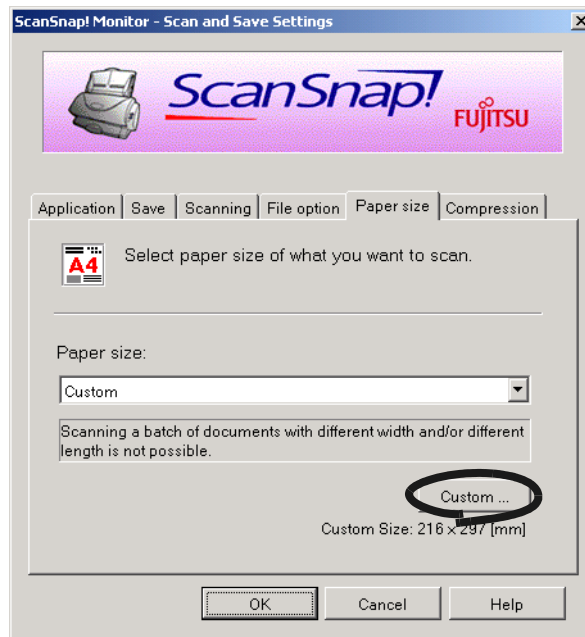 ScanSnap! Monitor - Scan and Save Settings
ScanSnap!
FUJITSU
Application Save Scanning File option Paper size Compression
A4
Select paper size of what you want to scan.
Paper size:
Custom
Scanning a batch of documents with different width and/or different
length is not possible.
Custom ...
Custom Size: 216 x 297 [mm]
OK Cancel Help